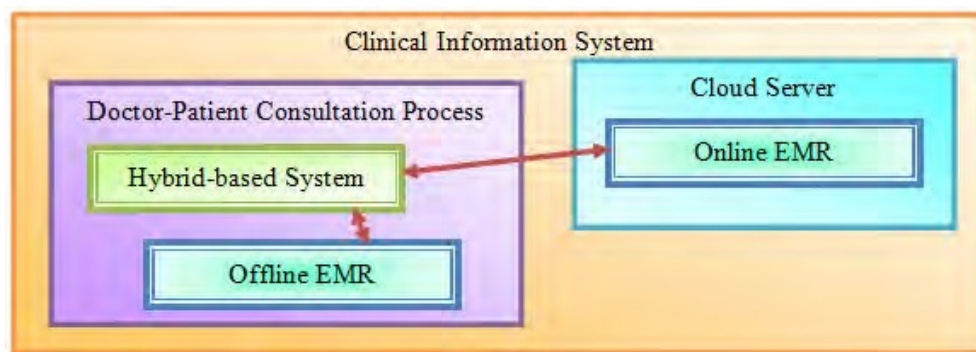 Clinical Information System
Doctor-Patient Consultation Process
Hybrid-based System
Offline EMR
Cloud Server
Online EMR